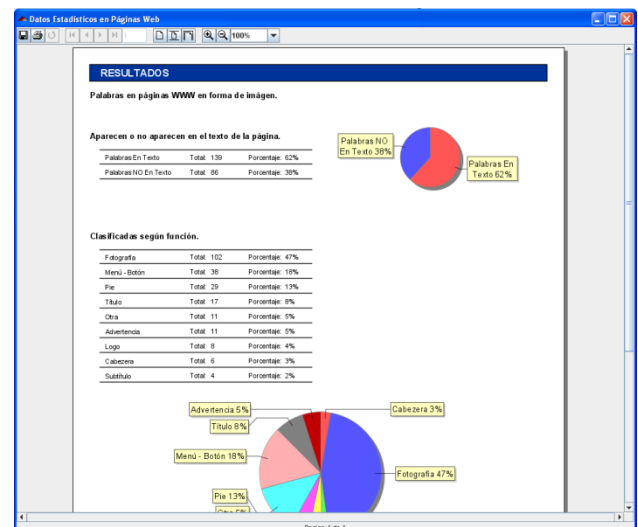 Datos Estadísticos en Páginas Web
100%
RESULTADOS
Palabras en páginas WWW en forma de imágen.
Aparecen o no aparecen en el texto de la página.
Palabras En Texto Total: 139 Porcentaje: 62%
Palabras NO En Texto Total: 86 Porcentaje: 38%
Palabras NO
En Texto 38%
Palabras En
Texto 62%
Clasificadas según función.
Fotografía Total: 102 Porcentaje: 47%
Menú - Botón Total: 38 Porcentaje: 18%
Pie Total: 29 Porcentaje: 13%
Título Total: 17 Porcentaje: 8%
Otra Total: 11 Porcentaje: 5%
Advertencia Total: 11 Porcentaje: 5%
Logo Total: 8 Porcentaje: 4%
Cabezera Total: 6 Porcentaje: 3%
Subtítulo Total: 4 Porcentaje: 2%
Advertencia 5%
Cabezera 3%
Título 8%
Menú - Botón 18%
Fotografía 47%
Pie 13%
Otra 5%